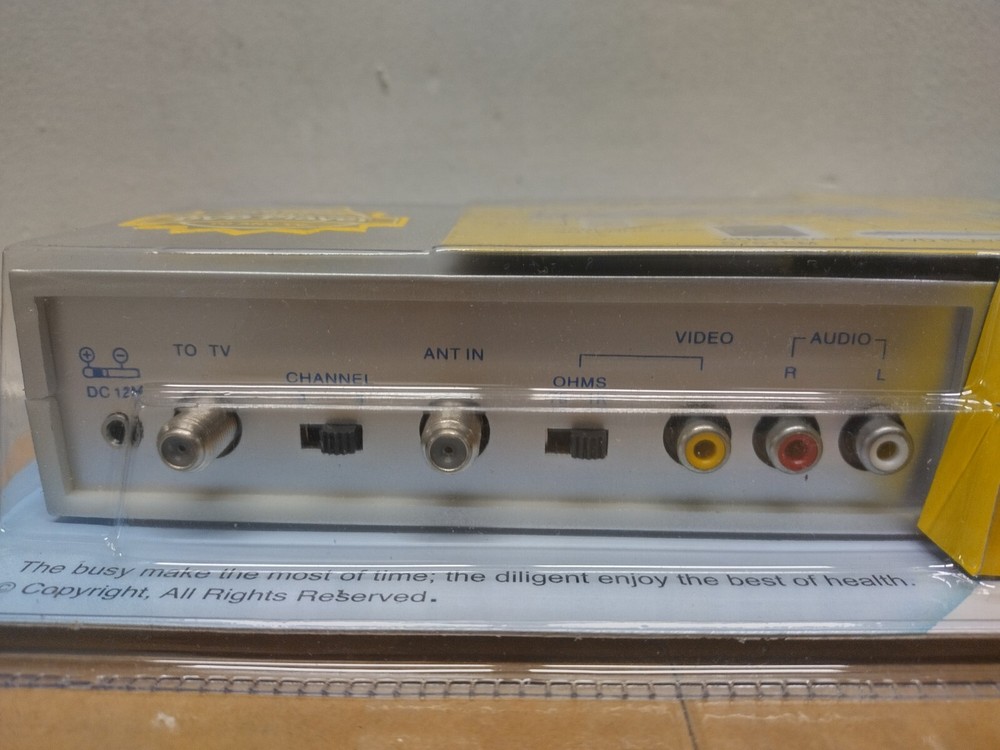 VIDEO
AUDIO
TO TV
ANT IN
R
L
CHANNEL
OHMS
DC 12V
The busy make the most of time; the diligent enjoy the best of health.
© Copyright, All Rights Reserved.